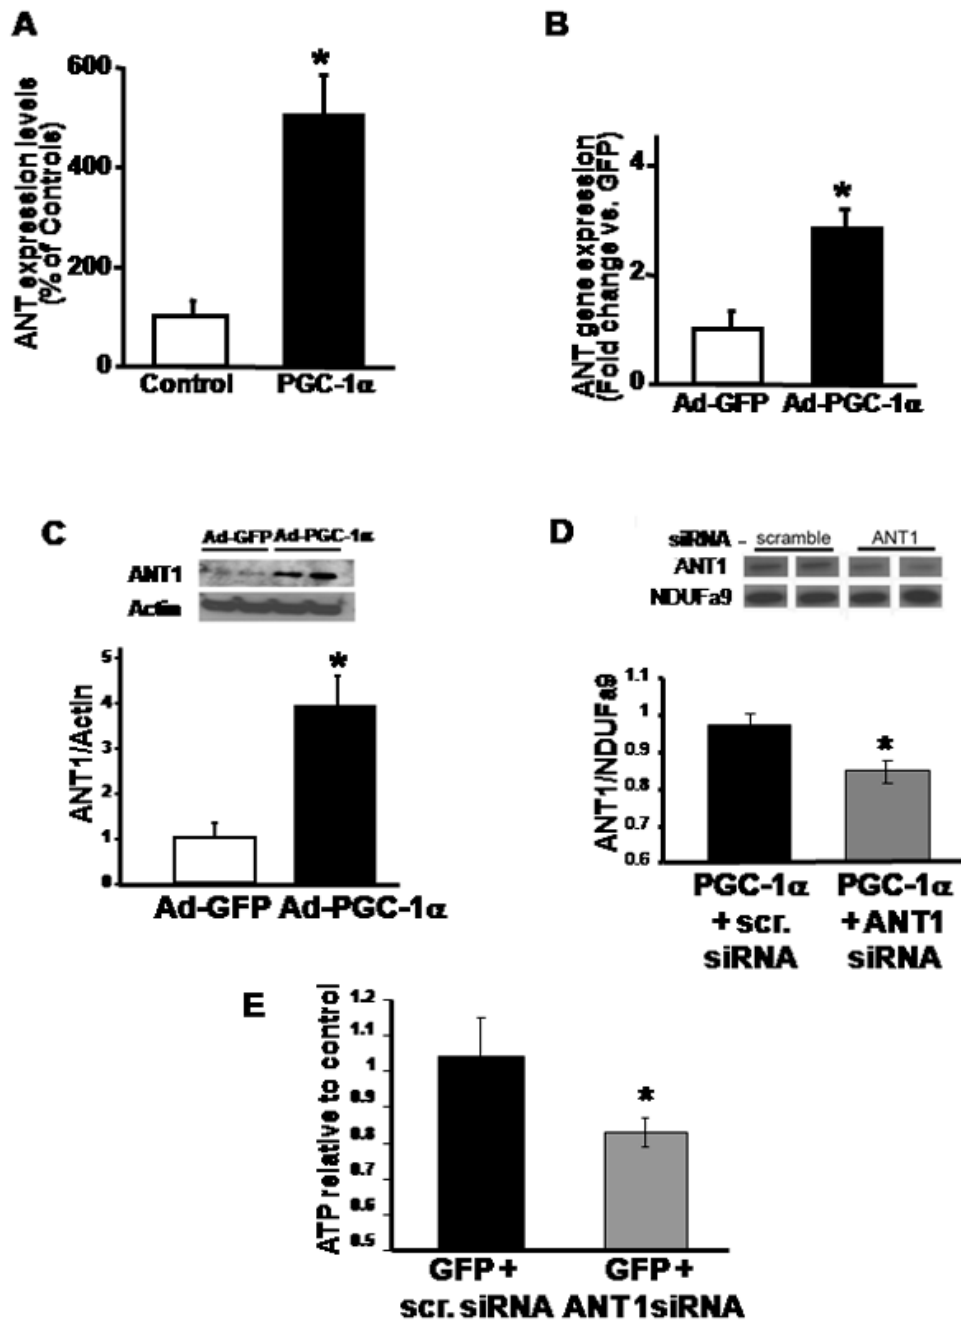 A
ANT expression levels
(% of Controls)
600
400
200
0
*
Control PGC-1α
B
ANT gene expression
(Fold change vs. GFP)
4
2
0
*
Ad-GFP Ad-PGC-1α
C
Ad-GFP Ad-PGC-1α
ANT1
Actin
ANT1/Actin
5
4
3
2
1
0
*
Ad-GFP Ad-PGC-1α
D
siRNA - scramble ANT1
ANT1
NDUFa9
ANT1/NDUFa9
1.1
1
0.9
0.8
0.7
0.6
*
PGC-1α PGC-1α
+ scr. + ANT1
siRNA siRNA
E
ATP relative to control
1.2
1.1
1
0.9
0.8
0.7
0.6
0.5
*
GFP + GFP +
scr. siRNA ANT1siRNA